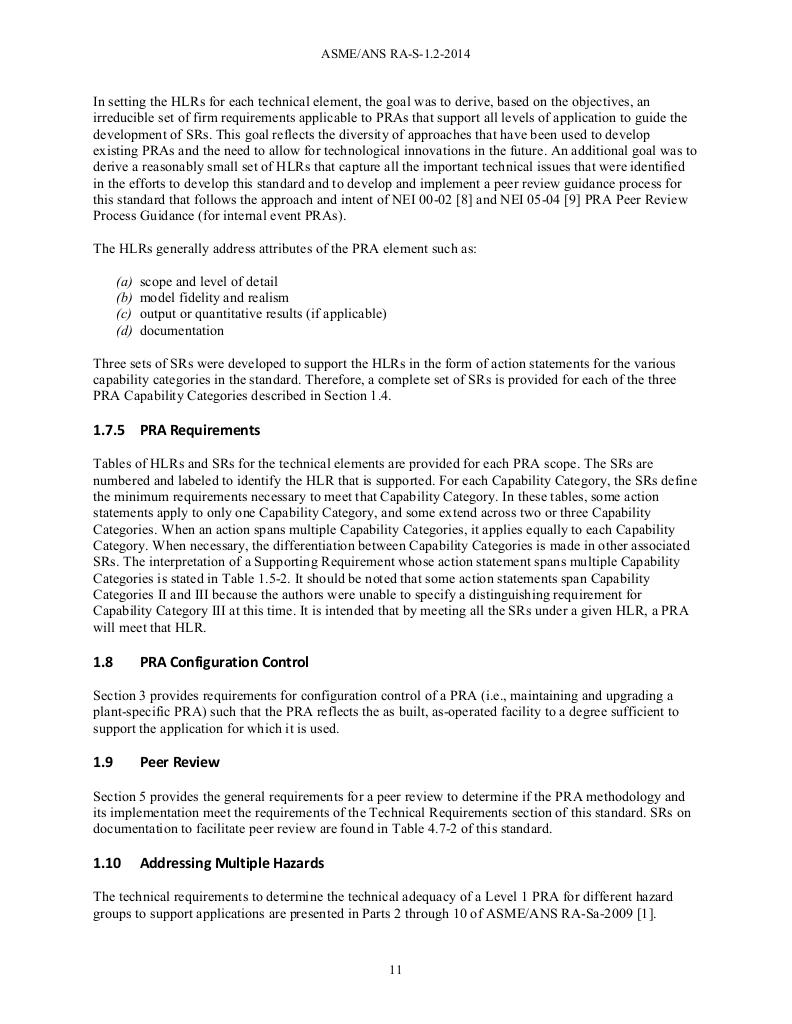 ASME/ANS RA-S-1.2-2014
In setting the HLRs for each technical element, the goal was to derive, based on the objectives, an
irreducible set of firm requirements applicable to PRAs that support all levels of application to guide the
development of SRs. This goal reflects the diversity of approaches that have been used to develop
existing PRAs and the need to allow for technological innovations in the future. An additional goal was to
derive a reasonably small set of HLRs that capture all the important technical issues that were identified
in the efforts to develop this standard and to develop and implement a peer review guidance process for
this standard that follows the approach and intent of NEI 00-02 [8] and NEI 05-04 [9] PRA Peer Review
Process Guidance (for internal event PRAs).
The HLRs generally address attributes of the PRA element such as:
(a) scope and level of detail
(b) model fidelity and realism
(c) output or quantitative results (if applicable)
(d) documentation
Three sets of SRs were developed to support the HLRs in the form of action statements for the various
capability categories in the standard. Therefore, a complete set of SRs is provided for each of the three
PRA Capability Categories described in Section 1.4.
1.7.5 PRA Requirements
Tables of HLRs and SRs for the technical elements are provided for each PRA scope. The SRs are
numbered and labeled to identify the HLR that is supported. For each Capability Category, the SRs define
the minimum requirements necessary to meet that Capability Category. In these tables, some action
statements apply to only one Capability Category, and some extend across two or three Capability
Categories. When an action spans multiple Capability Categories, it applies equally to each Capability
Category. When necessary, the differentiation between Capability Categories is made in other associated
SRs. The interpretation of a Supporting Requirement whose action statement spans multiple Capability
Categories is stated in Table 1.5-2. It should be noted that some action statements span Capability
Categories II and III because the authors were unable to specify a distinguishing requirement for
Capability Category III at this time. It is intended that by meeting all the SRs under a given HLR, a PRA
will meet that HLR.
1.8 PRA Configuration Control
Section 3 provides requirements for configuration control of a PRA (i.e., maintaining and upgrading a
plant-specific PRA) such that the PRA reflects the as built, as-operated facility to a degree sufficient to
support the application for which it is used.
1.9 Peer Review
Section 5 provides the general requirements for a peer review to determine if the PRA methodology and
its implementation meet the requirements of the Technical Requirements section of this standard. SRs on
documentation to facilitate peer review are found in Table 4.7-2 of this standard.
1.10 Addressing Multiple Hazards
The technical requirements to determine the technical adequacy of a Level 1 PRA for different hazard
groups to support applications are presented in Parts 2 through 10 of ASME/ANS RA-Sa-2009 [1].
11